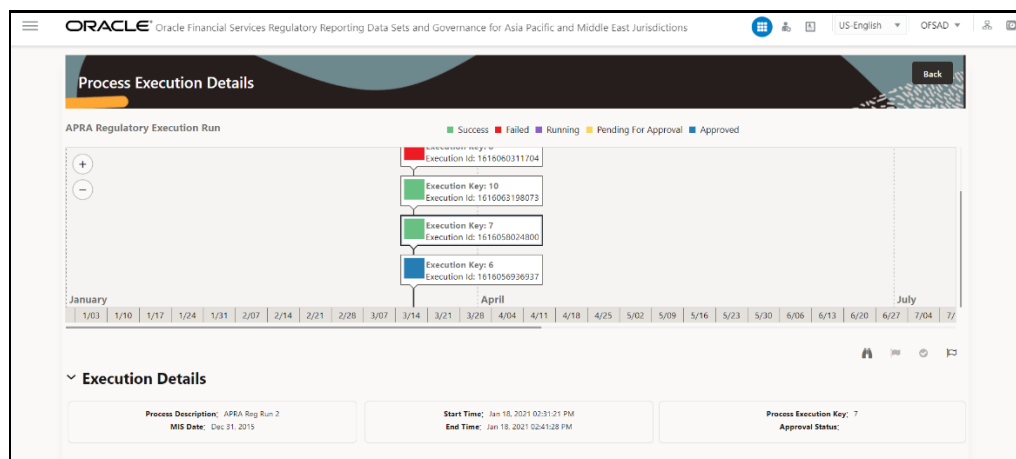 ORACLE® Oracle Financial Services Regulatory Reporting Data Sets and Governance for Asia Pacific and Middle East Jurisdictions
US-English OFSAD
Process Execution Details
Back
APRA Regulatory Execution Run
Success Failed Running Pending For Approval Approved
Execution Id: 1616060311704
Execution Key: 10
Execution Id: 1616063198073
Execution Key: 7
Execution Id: 1616058024800
Execution Key: 6
Execution Id: 1616056936937
January April July
1/03 1/10 1/17 1/24 1/31 2/07 2/14 2/21 2/28 3/07 3/14 3/21 3/28 4/04 4/11 4/18 4/25 5/02 5/09 5/16 5/23 5/30 6/06 6/13 6/20 6/27 7/04 7/
Execution Details
Process Description: APRA Reg Run 2
MIS Date: Dec 31, 2015
Start Time: Jan 18, 2021 02:31:21 PM
End Time: Jan 18, 2021 02:41:28 PM
Process Execution Key: 7
Approval Status: